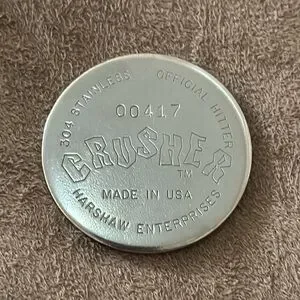 304 STAINLESS OFFICIAL HITTER
00417
CRUSHER
TM
MADE IN USA
HARSHAW ENTERPRISES